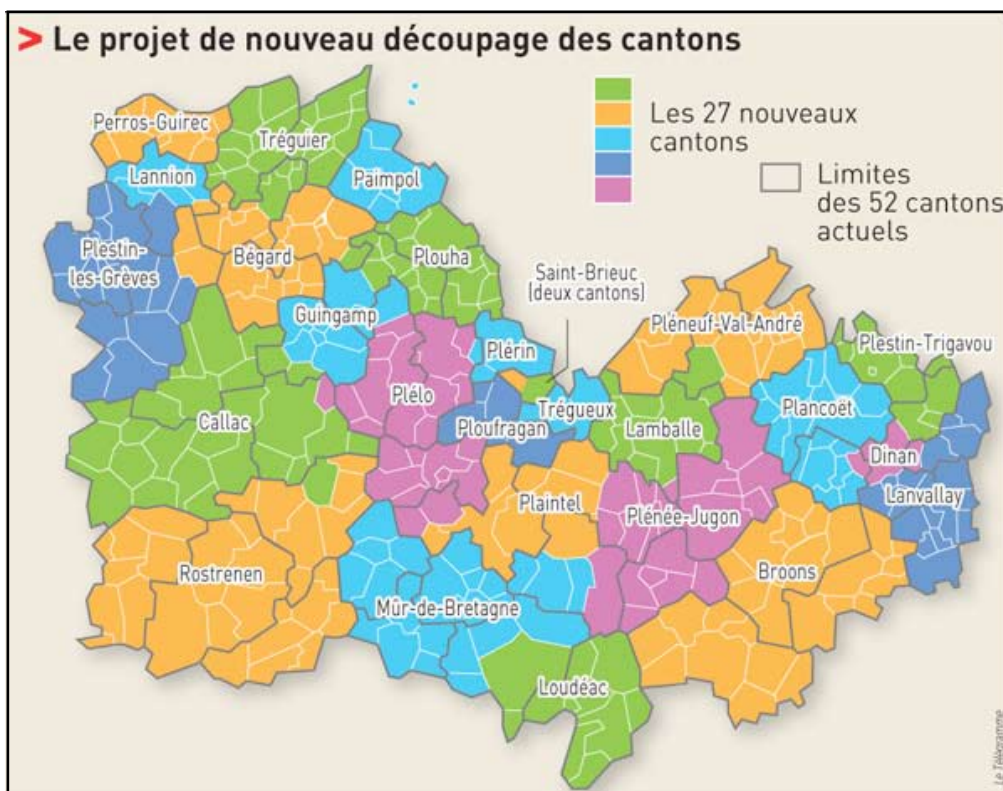 > Le projet de nouveau découpage des cantons
Les 27 nouveaux
cantons
Limites
des 52 cantons
actuels
Perros-Guirec
Tréguier
Lannion
Paimpol
Plestin-
les-Grèves
Bégard
Plouha
Saint-Brieuc
(deux cantons)
Guingamp
Pléneuf-Val-André
Plérin
Plestin-Trigavou
Plélo
Trégueux
Plancoët
Callac
Ploufragan
Lamballe
Dinan
Plaintel
Plénée-Jugon
Lanvallay
Rostrenen
Broons
Mûr-de-Bretagne
Loudéac
Le Télégramme